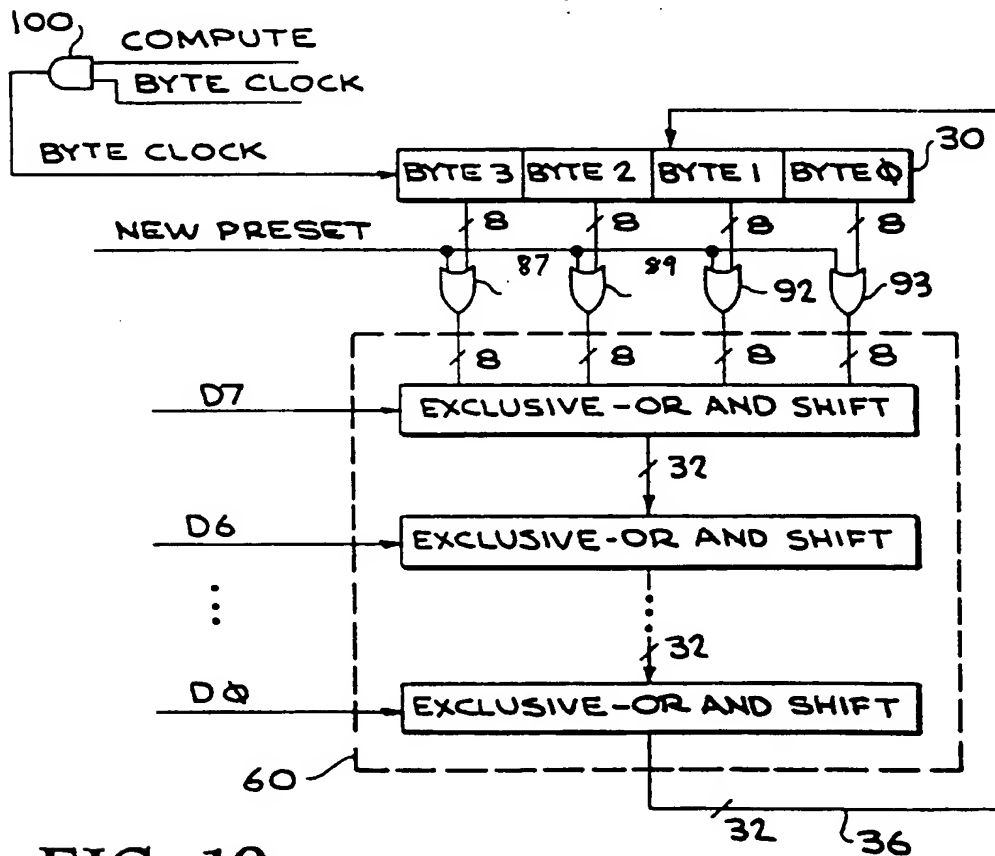 100
COMPUTE
BYTE CLOCK
BYTE CLOCK
BYTE 3 BYTE 2 BYTE 1 BYTE Φ
30
8 8 8 8
NEW PRESET
87 89 92 93
8 8 8 8
D7
EXCLUSIVE-OR AND SHIFT
32
D6
EXCLUSIVE-OR AND SHIFT
32
DΦ
EXCLUSIVE-OR AND SHIFT
60
32
36